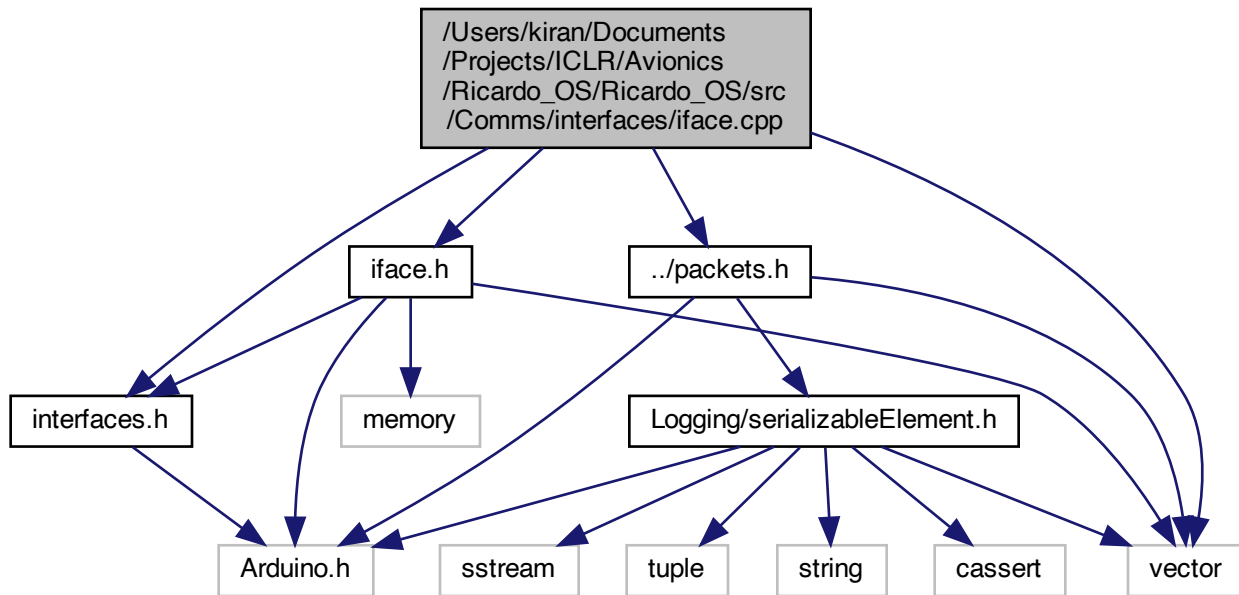 /Users/kiran/Documents
/Projects/ICLR/Avionics
/Ricardo_OS/Ricardo_OS/src
/Comms/interfaces/iface.cpp
iface.h
../packets.h
interfaces.h
memory
Logging/serializableElement.h
Arduino.h
sstream
tuple
string
cassert
vector